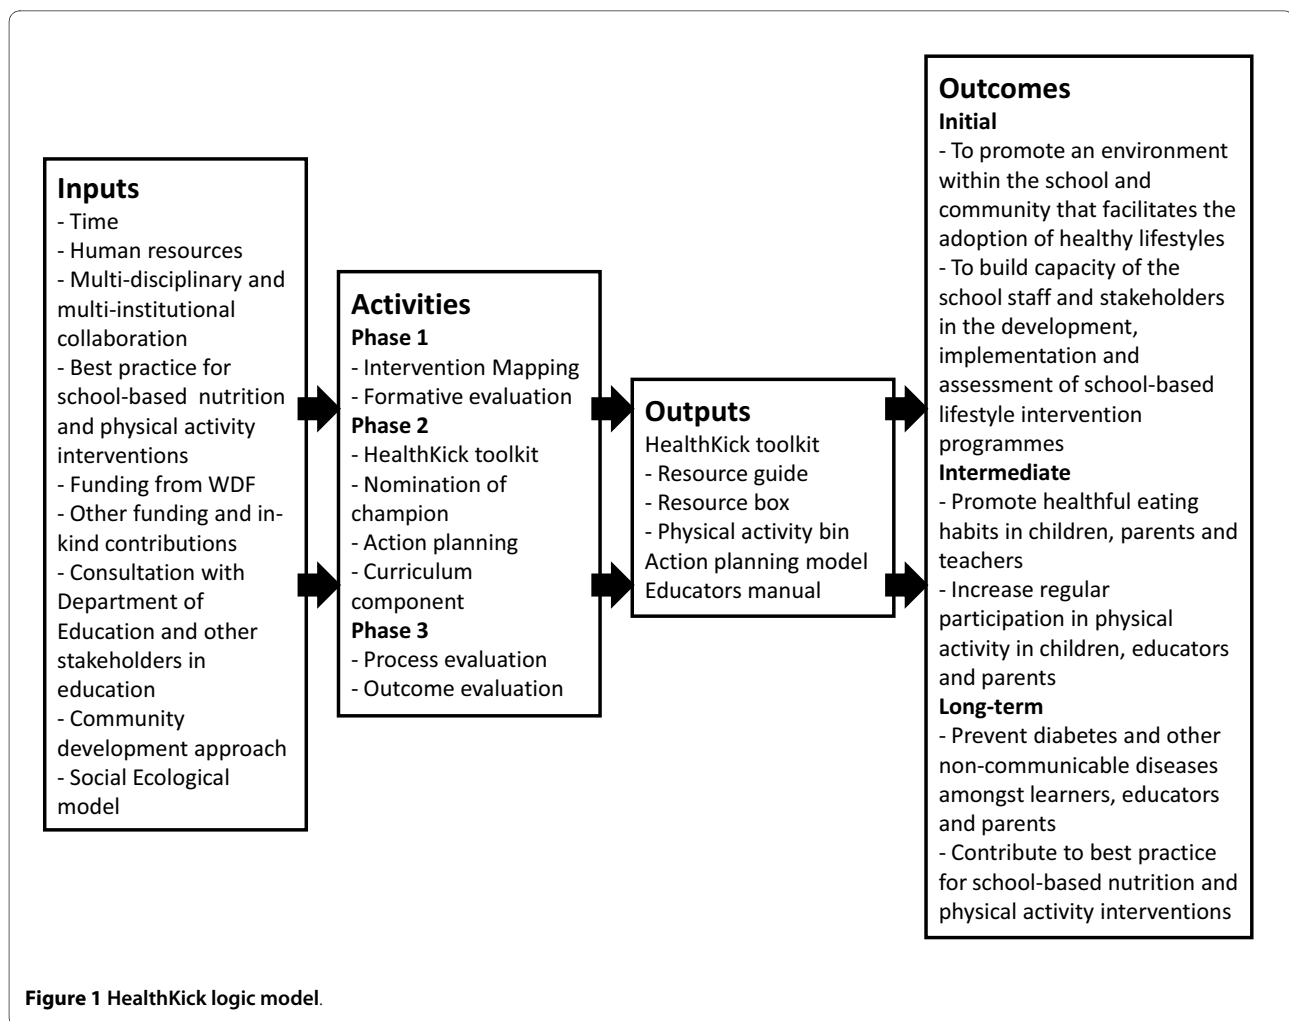 Inputs
- Time
- Human resources
- Multi-disciplinary and
multi-institutional
collaboration
- Best practice for
school-based nutrition
and physical activity
interventions
- Funding from WDF
- Other funding and in-
kind contributions
- Consultation with
Department of
Education and other
stakeholders in
education
- Community
development approach
- Social Ecological
model
Activities
Phase 1
- Intervention Mapping
- Formative evaluation
Phase 2
- HealthKick toolkit
- Nomination of
champion
- Action planning
- Curriculum
component
Phase 3
- Process evaluation
- Outcome evaluation
Outputs
HealthKick toolkit
- Resource guide
- Resource box
- Physical activity bin
Action planning model
Educators manual
Outcomes
Initial
- To promote an environment
within the school and
community that facilitates the
adoption of healthy lifestyles
- To build capacity of the
school staff and stakeholders
in the development,
implementation and
assessment of school-based
lifestyle intervention
programmes
Intermediate
- Promote healthful eating
habits in children, parents and
teachers
- Increase regular
participation in physical
activity in children, educators
and parents
Long-term
- Prevent diabetes and other
non-communicable diseases
amongst learners, educators
and parents
- Contribute to best practice
for school-based nutrition and
physical activity interventions
Figure 1 HealthKick logic model.